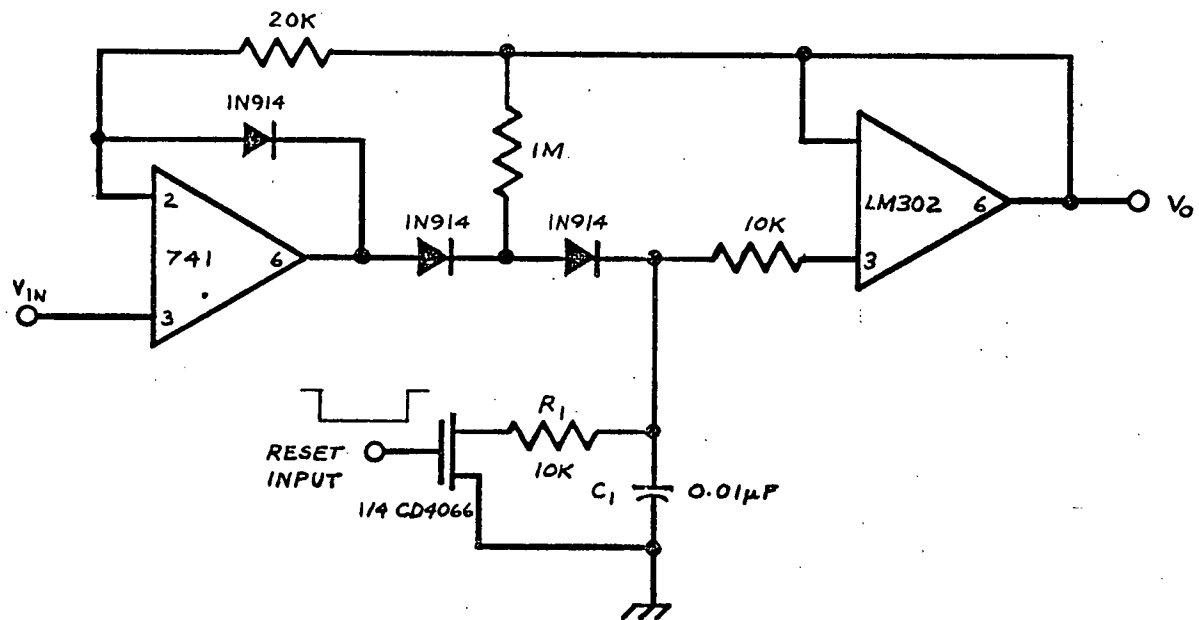 20K
1N914
1M
2
741
6
3
VIN
1N914
1N914
10K
LM302
6
3
VO
RESET
INPUT
1/4 CD4066
R1
10K
C1
0.01µF